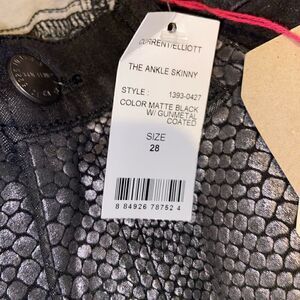 CURRENT/ELLIOTT
THE ANKLE SKINNY
STYLE : 1393-0427
COLOR MATTE BLACK
W/ GUNMETAL
COATED
SIZE
28
8 84926 78752 4